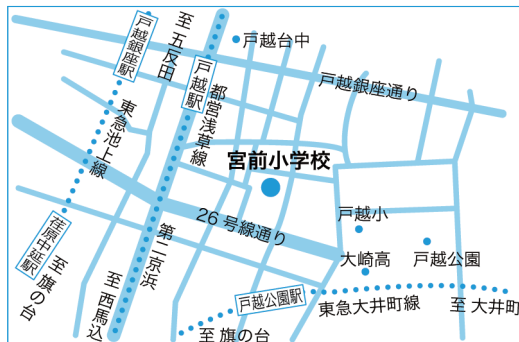 戸越銀座駅
至 五反田
戸越台中
戸越駅
都営浅草線
戸越銀座通り
東急池上線
宮前小学校
26号線通り
戸越小
第二京浜
大崎高
戸越公園
荏原中延駅
至 旗の台
至 西馬込
戸越公園駅
東急大井町線
至 大井町
至 旗の台